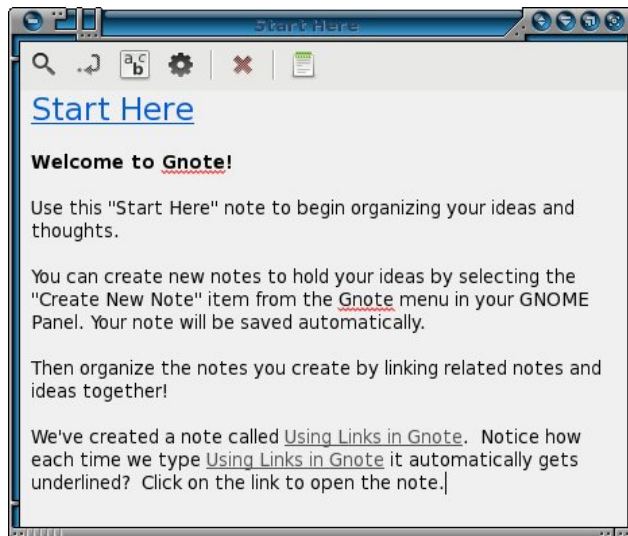 Start Here
abc
Start Here
Welcome to Gnote!
Use this "Start Here" note to begin organizing your ideas and
thoughts.
You can create new notes to hold your ideas by selecting the
"Create New Note" item from the Gnote menu in your GNOME
Panel. Your note will be saved automatically.
Then organize the notes you create by linking related notes and
ideas together!
We've created a note called Using Links in Gnote.  Notice how
each time we type Using Links in Gnote it automatically gets
underlined?  Click on the link to open the note.